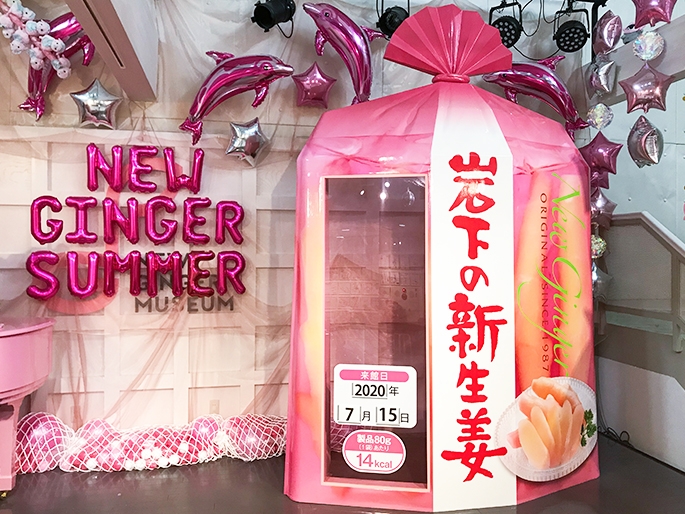 NEW
GINGER
SUMMER
MUSEUM
岩下の新生姜
New Ginger
ORIGINAL SINCE 1987
来館日
2020年
7月15日
製品80g
(1袋)あたり
14kcal